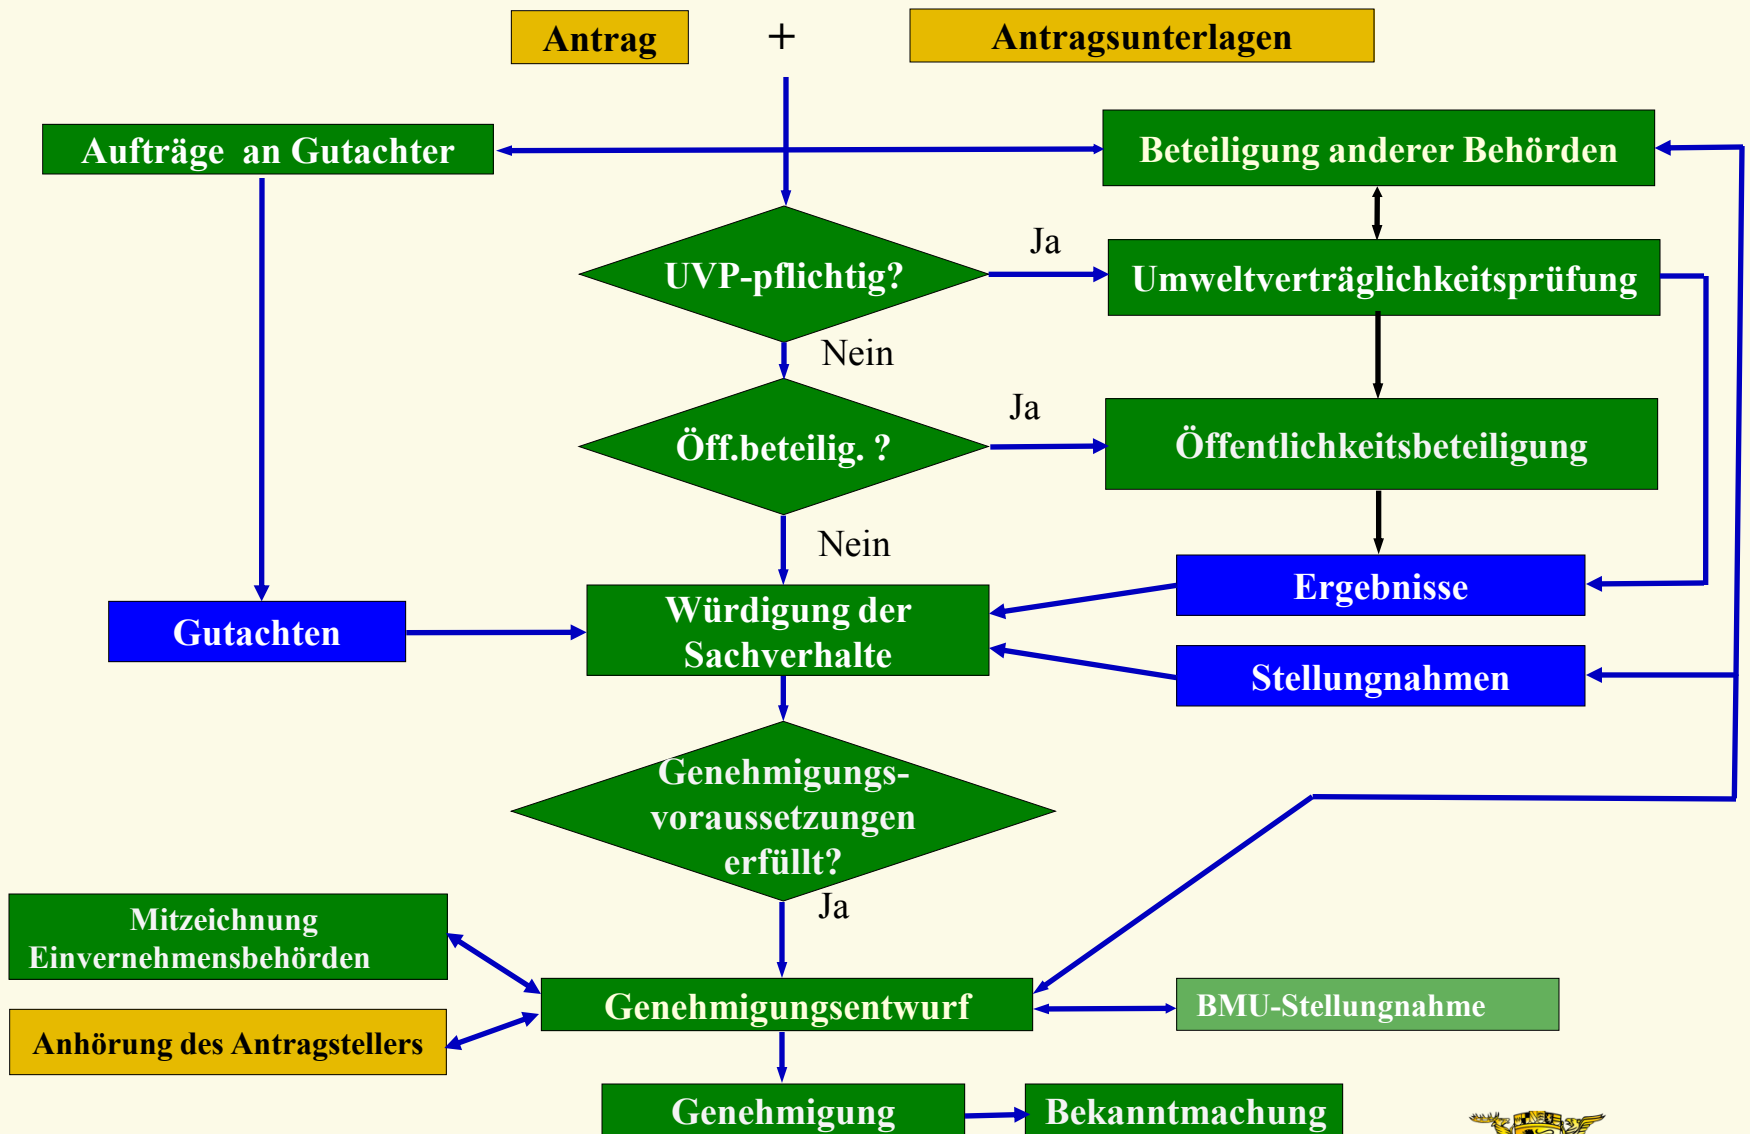 Antrag + Antragsunterlagen
Aufträge an Gutachter
Beteiligung anderer Behörden
UVP-pflichtig?
Ja
Umweltverträglichkeitsprüfung
Nein
Öff.beteilig. ?
Ja
Öffentlichkeitsbeteiligung
Nein
Ergebnisse
Gutachten
Würdigung der
Sachverhalte
Stellungnahmen
Genehmigungs-
voraussetzungen
erfüllt?
Ja
Mitzeichnung
Einvernehmensbehörden
Genehmigungsentwurf
BMU-Stellungnahme
Anhörung des Antragstellers
Genehmigung
Bekanntmachung